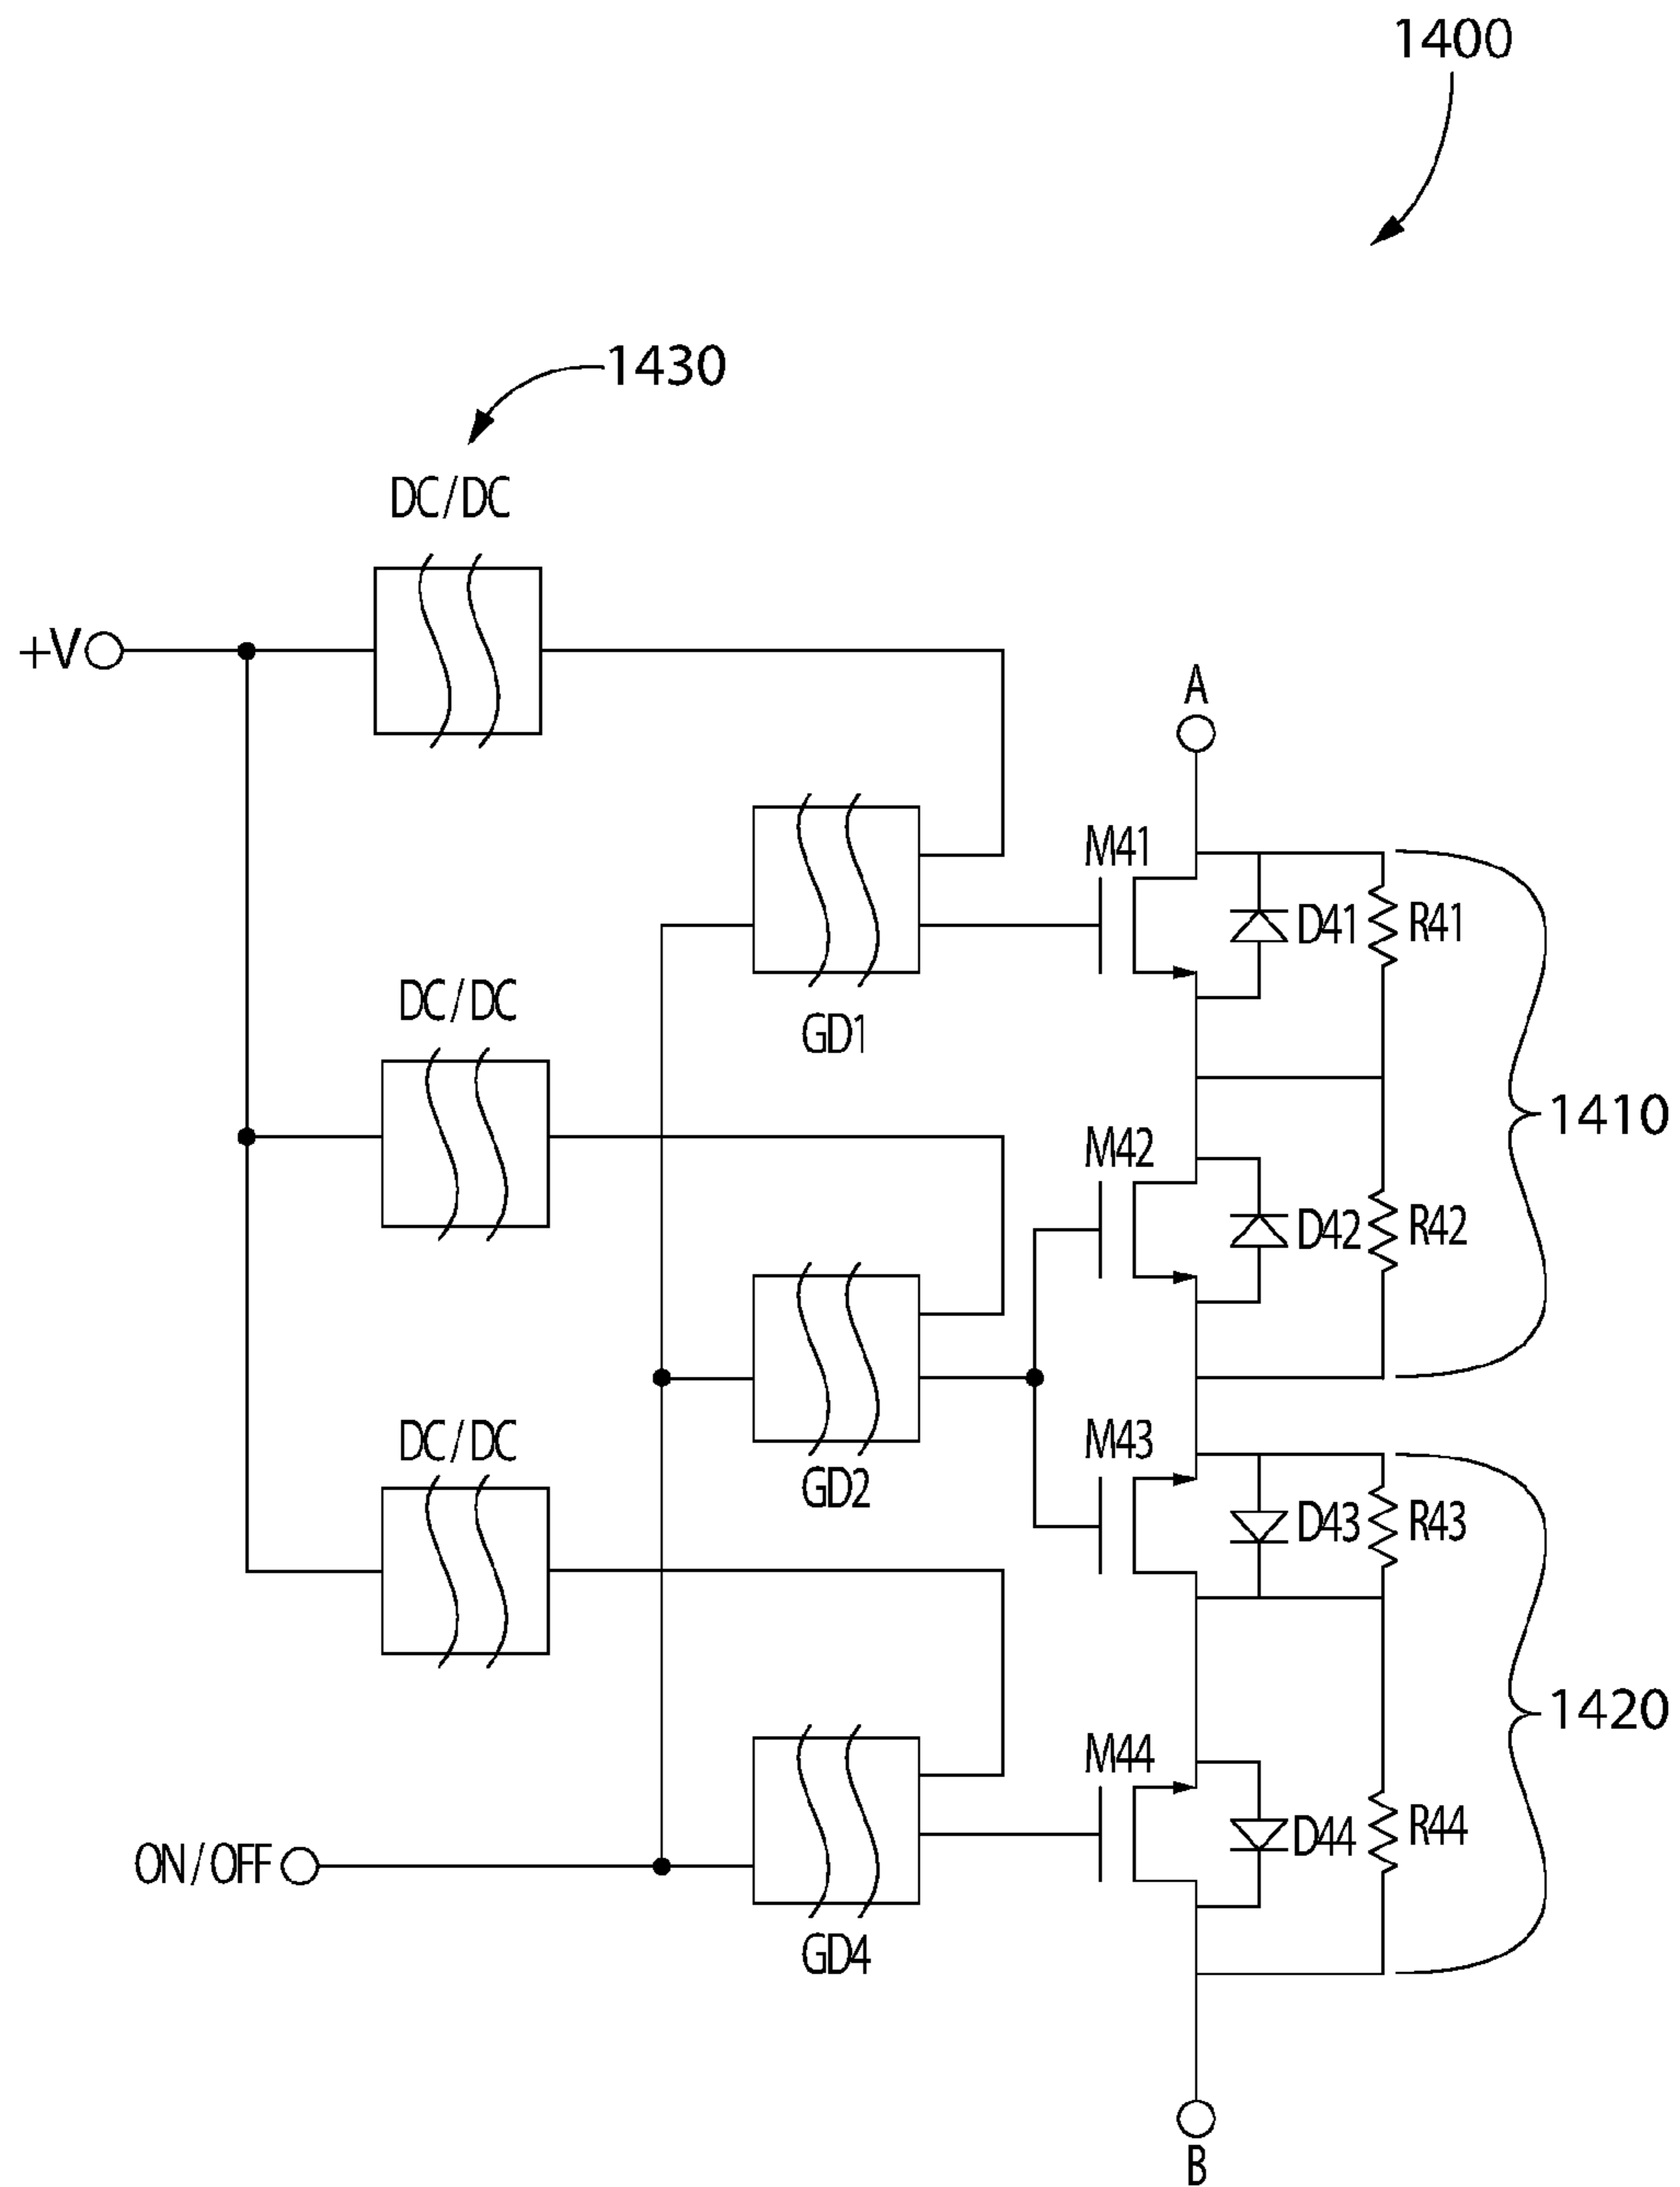 1400
1430
DC/DC
+V
A
M41
D41
R41
GD1
DC/DC
1410
M42
D42
R42
DC/DC
M43
GD2
D43
R43
1420
M44
D44
R44
ON/OFF
GD4
B